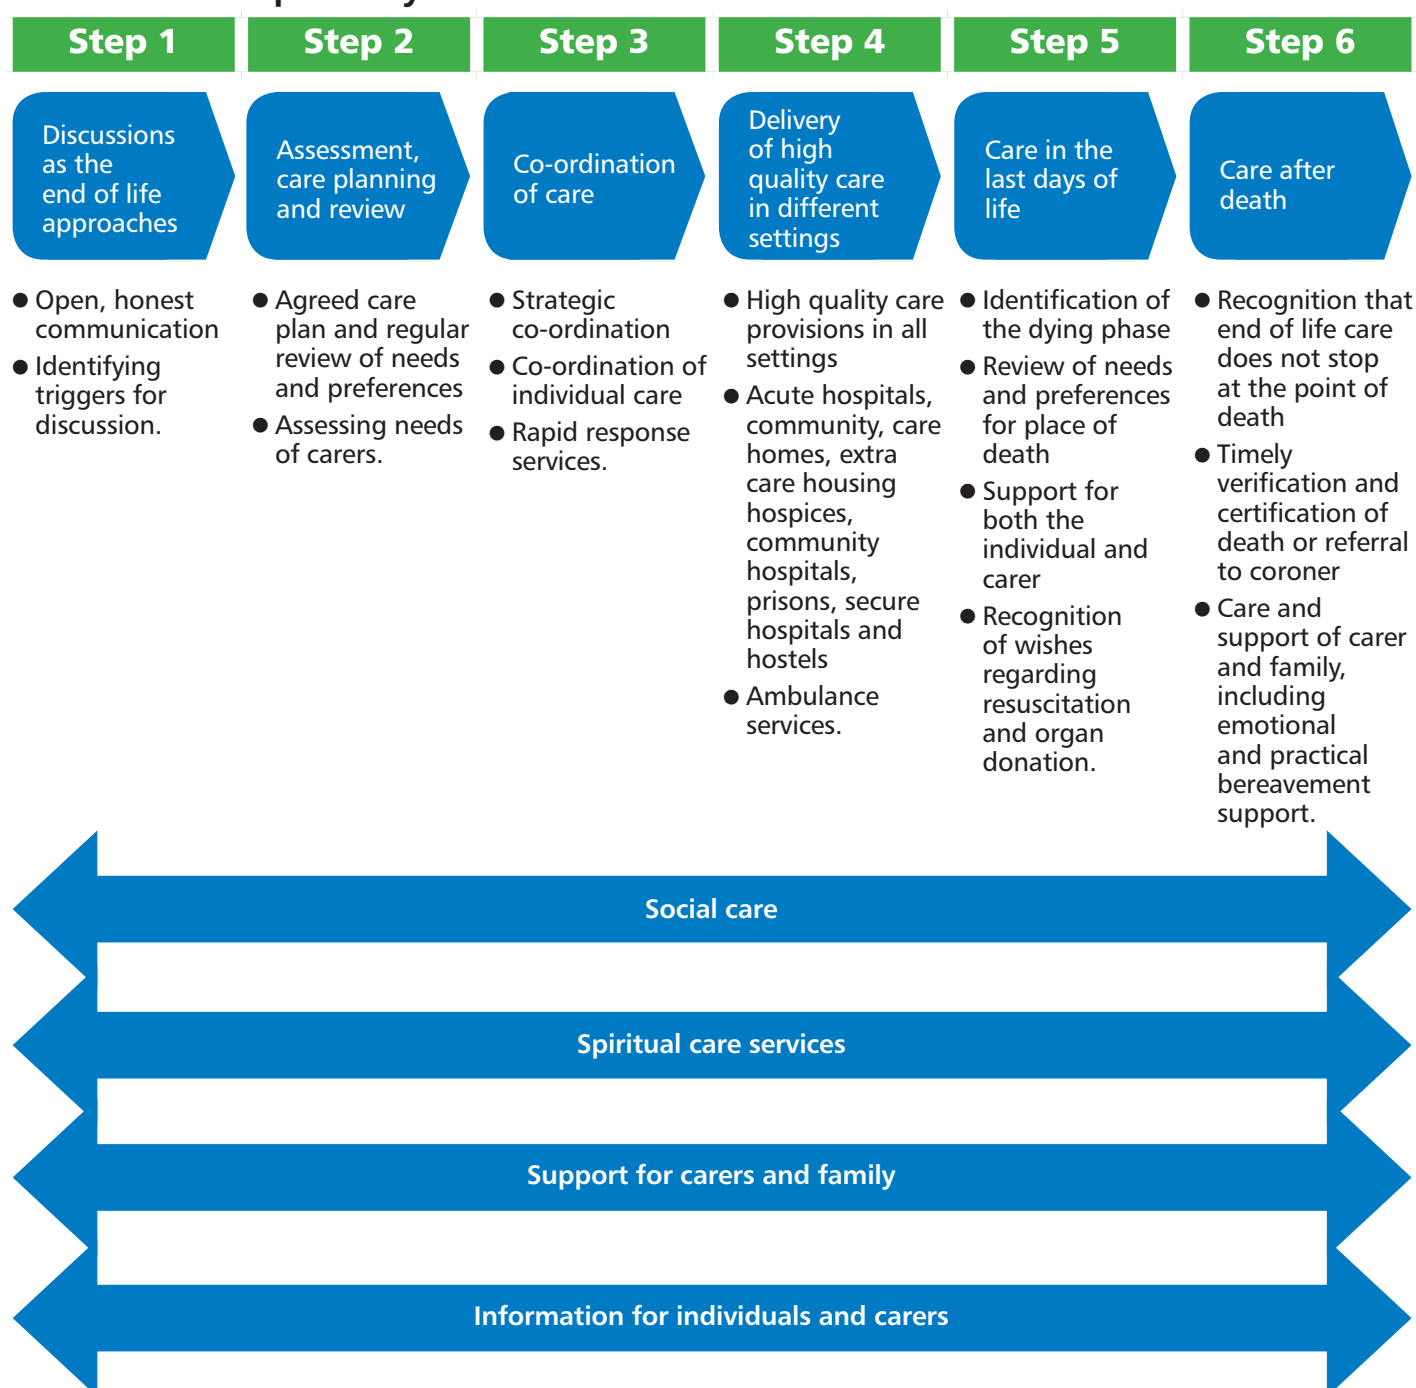 Step 1
Step 2
Step 3
Step 4
Step 5
Step 6
Discussions
as the
end of life
approaches
Assessment,
care planning
and review
Co-ordination
of care
Delivery
of high
quality care
in different
settings
Care in the
last days of
life
Care after
death
● Open, honest
communication
● Identifying
triggers for
discussion.
● Agreed care
plan and regular
review of needs
and preferences
● Assessing needs
of carers.
● Strategic
co-ordination
● Co-ordination of
individual care
● Rapid response
services.
● High quality care
provisions in all
settings
● Acute hospitals,
community, care
homes, extra
care housing
hospices,
community
hospitals,
prisons, secure
hospitals and
hostels
● Ambulance
services.
● Identification of
the dying phase
● Review of needs
and preferences
for place of
death
● Support for
both the
individual and
carer
● Recognition
of wishes
regarding
resuscitation
and organ
donation.
● Recognition that
end of life care
does not stop
at the point of
death
● Timely
verification and
certification of
death or referral
to coroner
● Care and
support of carer
and family,
including
emotional
and practical
bereavement
support.
Social care
Spiritual care services
Support for carers and family
Information for individuals and carers